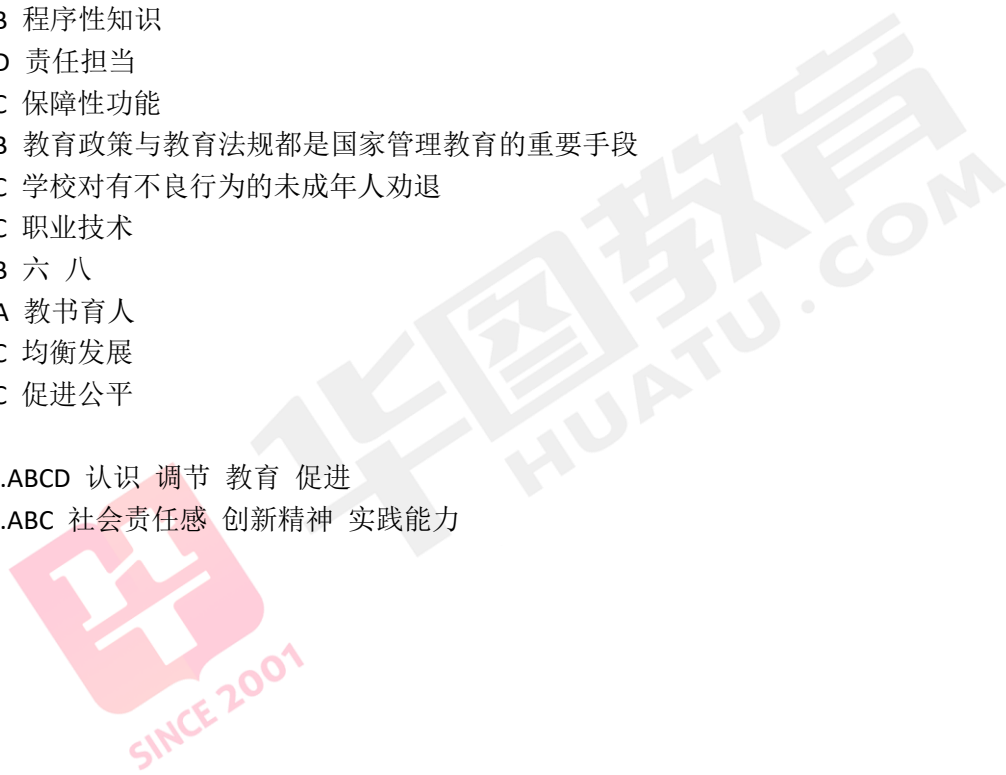 B 程序性知识
D 责任担当
C 保障性功能
B 教育政策与教育法规都是国家管理教育的重要手段
C 学校对有不良行为的未成年人劝退
C 职业技术
B 六 八
A 教书育人
C 均衡发展
C 促进公平
.ABCD 认识 调节 教育 促进
.ABC 社会责任感 创新精神 实践能力
华图教育
HUATU.COM
SINCE 2001